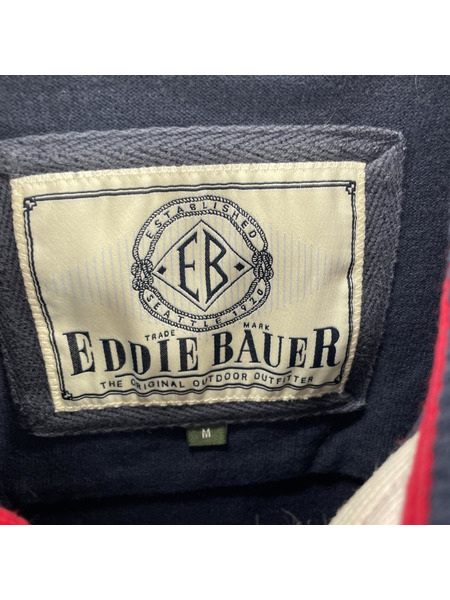 ESTABLISHED
EB
SEATTLE 1920
TRADE MARK
EDDIE BAUER
THE ORIGINAL OUTDOOR OUTFITTER
M